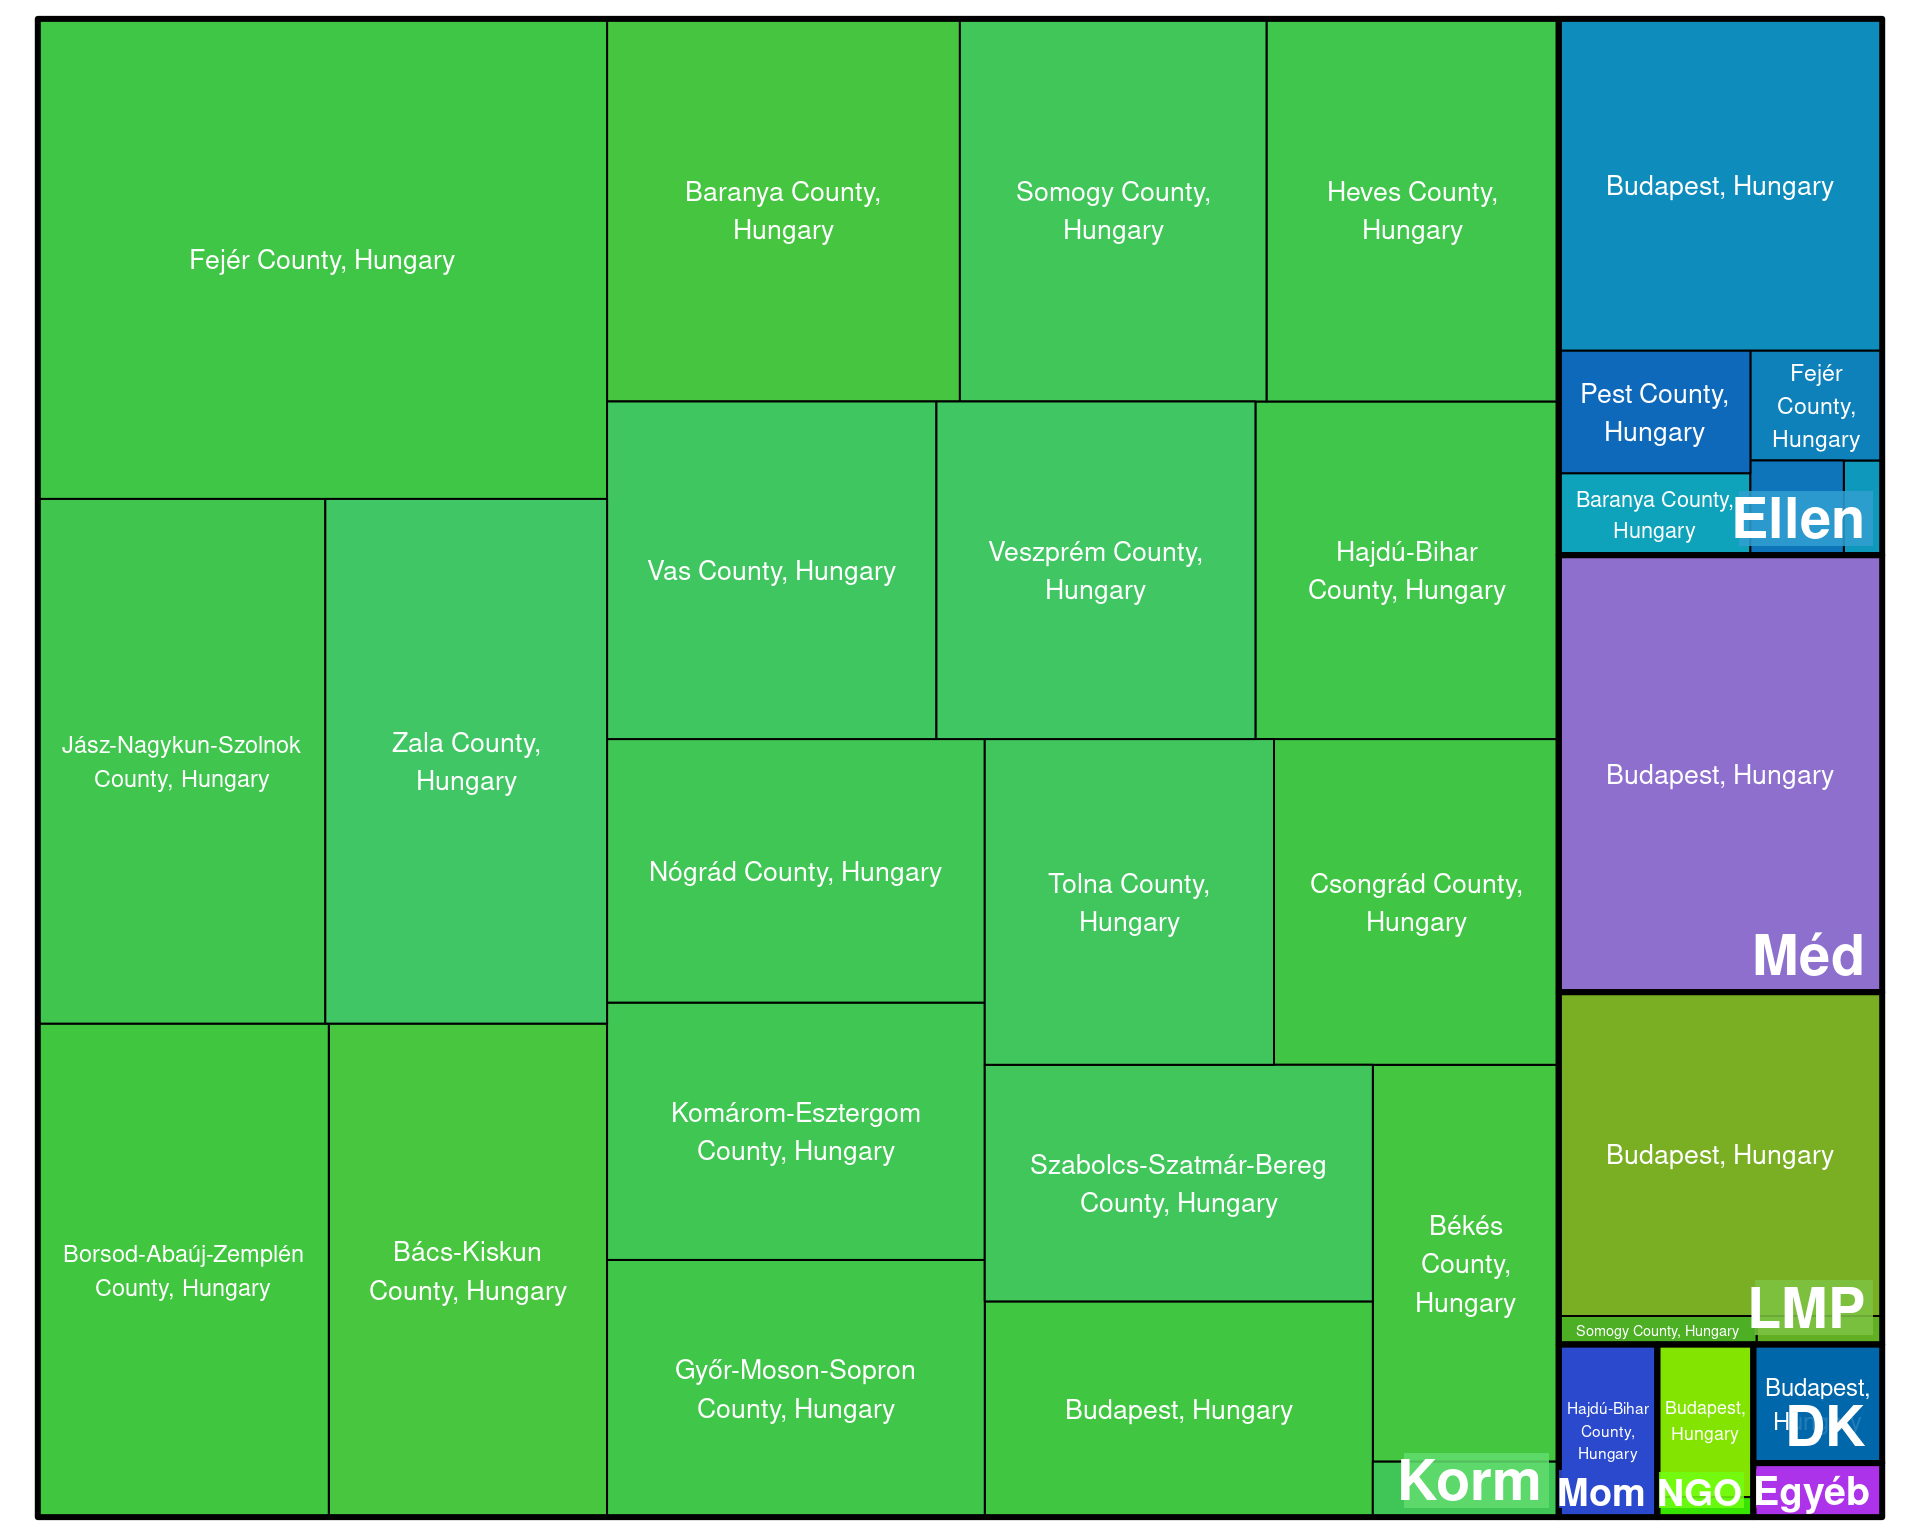 Fejér County, Hungary
Baranya County,
Hungary
Somogy County,
Hungary
Heves County,
Hungary
Budapest, Hungary
Pest County,
Hungary
Fejér
County,
Hungary
Baranya County,
Hungary
Ellen
Vas County, Hungary
Veszprém County,
Hungary
Hajdú-Bihar
County, Hungary
Jász-Nagykun-Szolnok
County, Hungary
Zala County,
Hungary
Nógrád County, Hungary
Tolna County,
Hungary
Csongrád County,
Hungary
Budapest, Hungary
Méd
Komárom-Esztergom
County, Hungary
Szabolcs-Szatmár-Bereg
County, Hungary
Békés
County,
Hungary
Budapest, Hungary
LMP
Somogy County, Hungary
Borsod-Abaúj-Zemplén
County, Hungary
Bács-Kiskun
County, Hungary
Győr-Moson-Sopron
County, Hungary
Budapest, Hungary
Korm
Hajdú-Bihar
County,
Hungary
Mom
Budapest,
Hungary
NGO
Budapest,
Hungary
DK
Egyéb